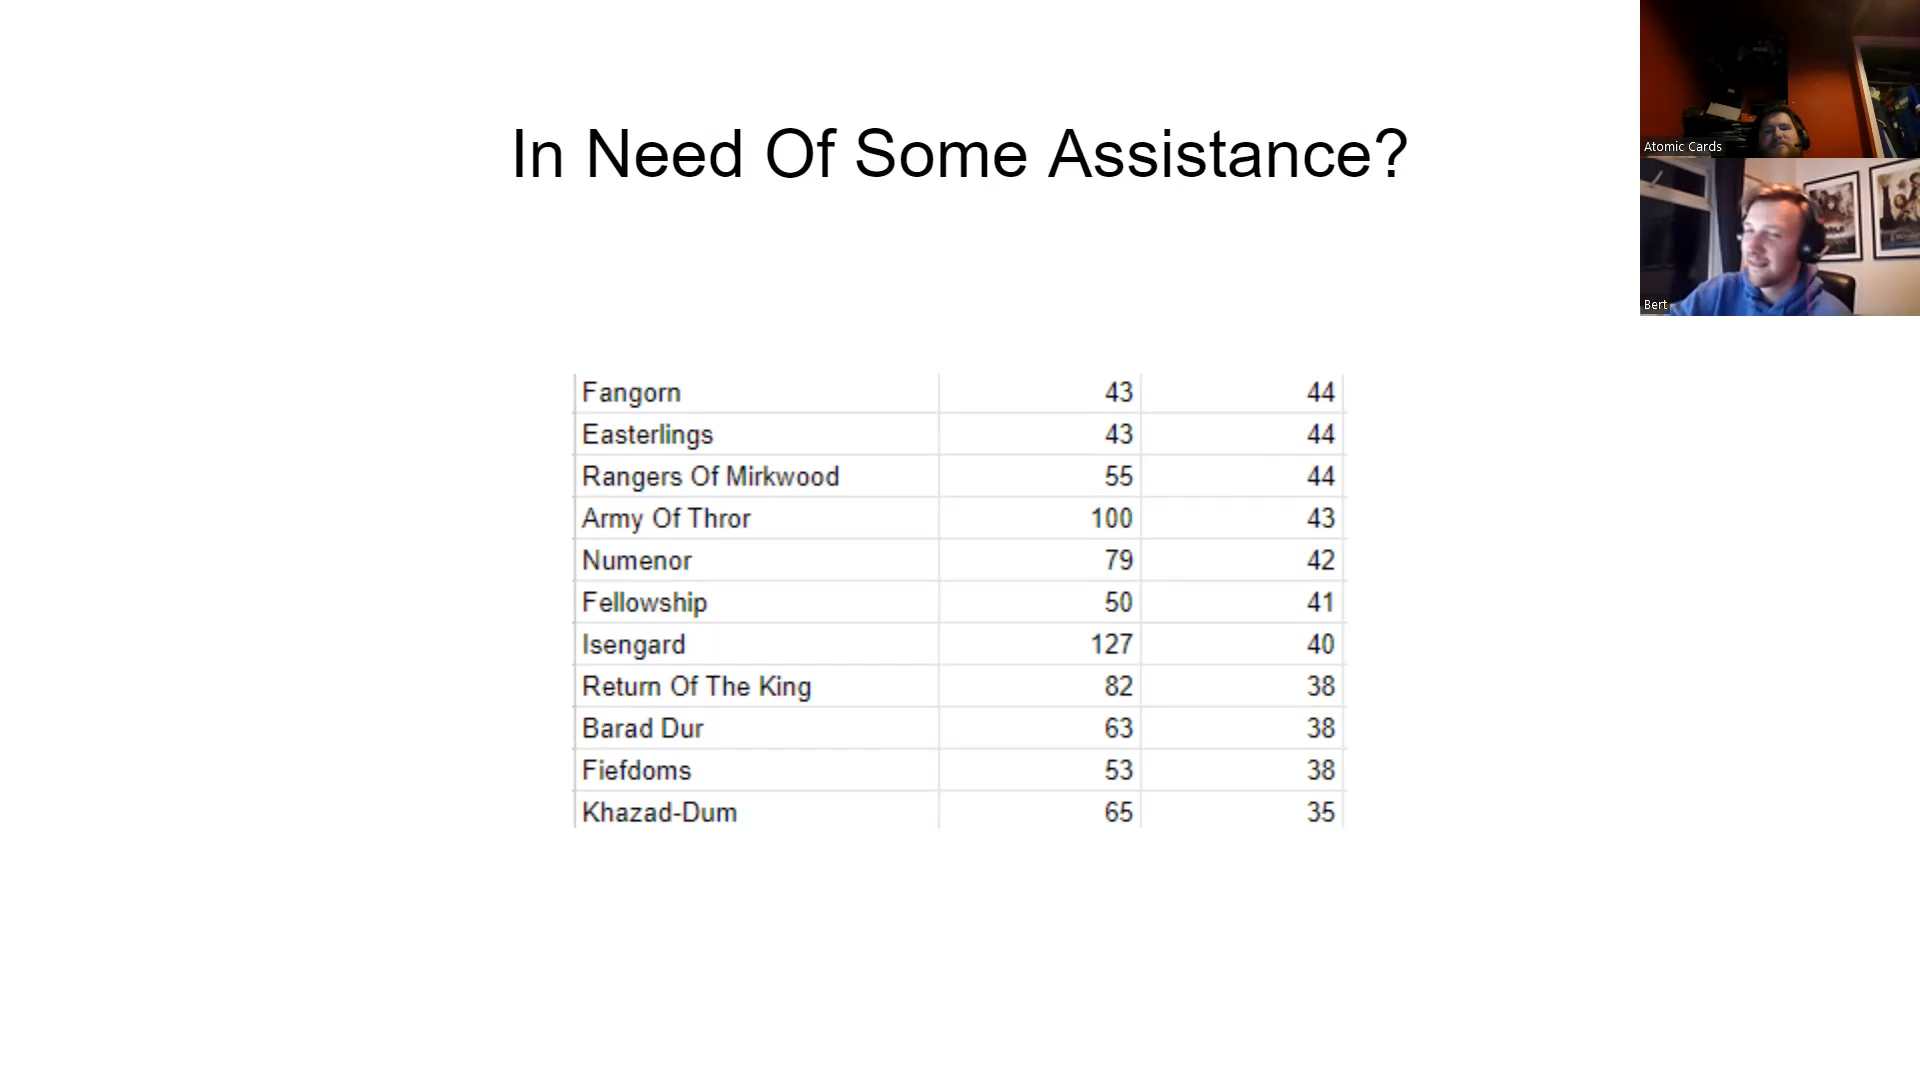 In Need Of Some Assistance?
Atomic Cards
Bert
Fangorn 43 44
Easterlings 43 44
Rangers Of Mirkwood 55 44
Army Of Thror 100 43
Numenor 79 42
Fellowship 50 41
Isengard 127 40
Return Of The King 82 38
Barad Dur 63 38
Fiefdoms 53 38
Khazad-Dum 65 35